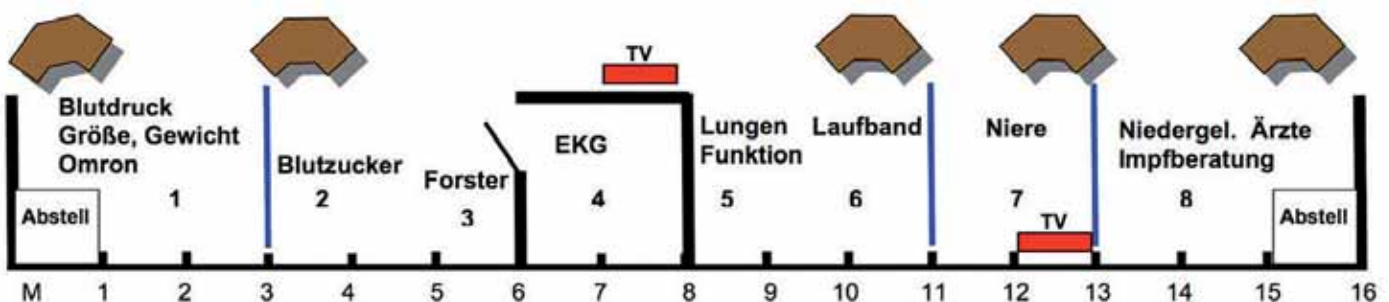 TV
Blutdruck
Größe, Gewicht
Omron
1
Abstell
Blutzucker
2
Forster
3
EKG
4
Lungen
Funktion
5
Laufband
6
Niere
7
TV
Niedergel. Ärzte
Impfberatung
8
Abstell
M 1 2 3 4 5 6 7 8 9 10 11 12 13 14 15 16